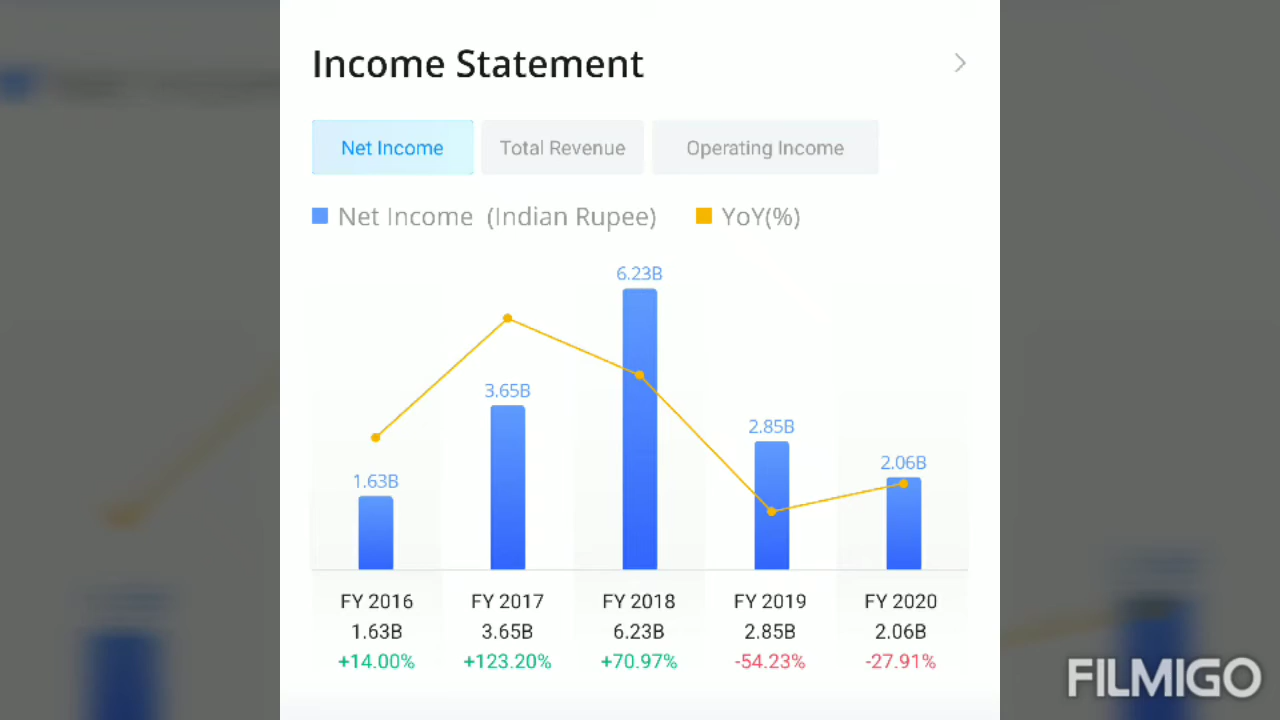 Income Statement
Net Income Total Revenue Operating Income
Net Income (Indian Rupee) YoY(%)
6.23B
3.65B
2.85B
2.06B
1.63B
FY 2016 FY 2017 FY 2018 FY 2019 FY 2020
1.63B 3.65B 6.23B 2.85B 2.06B
+14.00% +123.20% +70.97% -54.23% -27.91%
FILMIGO